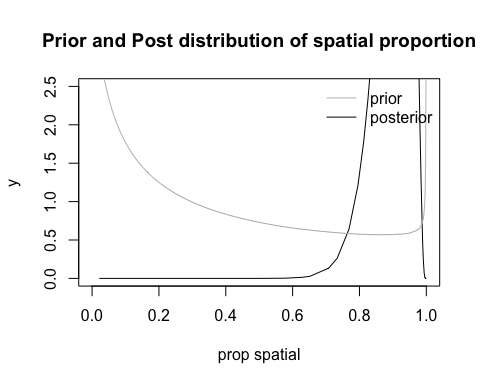 Prior and Post distribution of spatial proportion
2.5
2.0
1.5
1.0
0.5
0.0
y
prior
posterior
0.0 0.2 0.4 0.6 0.8 1.0
prop spatial